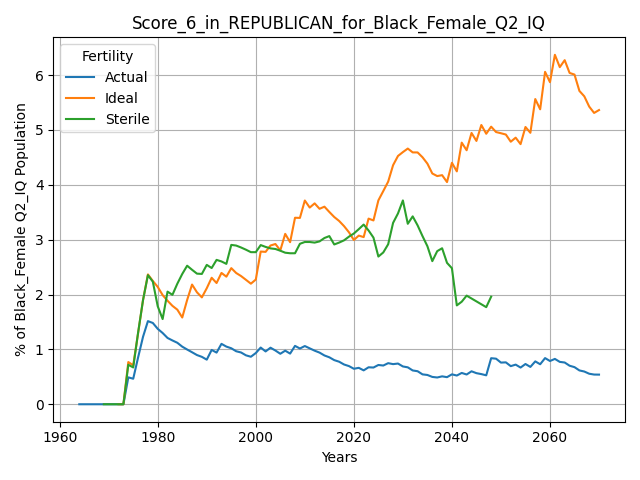 Score_6_in_REPUBLICAN_for_Black_Female_Q2_IQ
Fertility
Actual
Ideal
Sterile
% of Black_Female Q2_IQ Population
6
5
4
3
2
1
0
1960
1980
2000
2020
2040
2060
Years